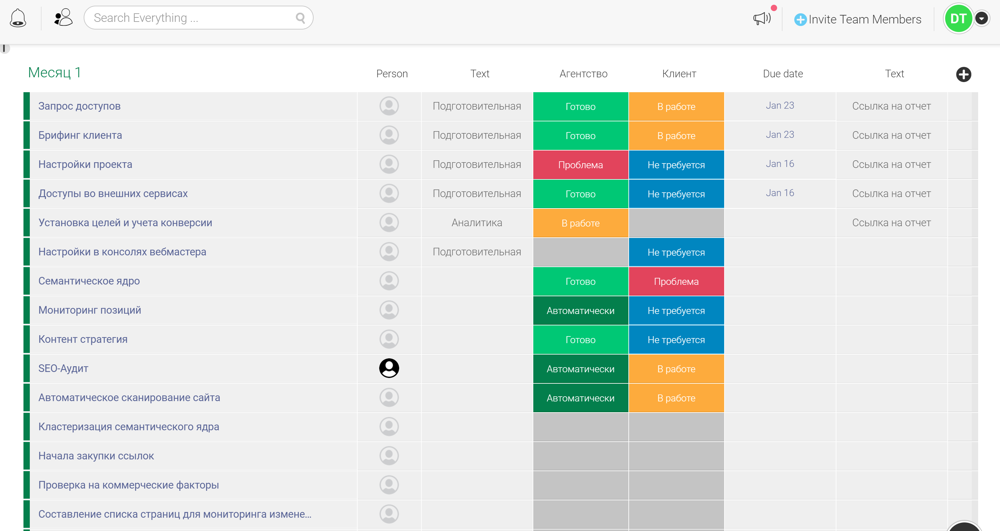 Search Everything ...
Invite Team Members
DT
Месяц 1 Person Text Агентство Клиент Due date Text
Запрос доступов Подготовительная Готово В работе Jan 23 Ссылка на отчет
Брифинг клиента Подготовительная Готово В работе Jan 23 Ссылка на отчет
Настройки проекта Подготовительная Проблема Не требуется Jan 16 Ссылка на отчет
Доступы во внешних сервисах Подготовительная Готово Не требуется Jan 16 Ссылка на отчет
Установка целей и учета конверсии Аналитика В работе Ссылка на отчет
Настройки в консолях вебмастера Подготовительная Не требуется
Семантическое ядро Готово Проблема
Мониторинг позиций Автоматически Не требуется
Контент стратегия Готово Не требуется
SEO-Аудит Автоматически В работе
Автоматическое сканирование сайта Автоматически В работе
Кластеризация семантического ядра
Начала закупки ссылок
Проверка на коммерческие факторы
Составление списка страниц для мониторинга измене...